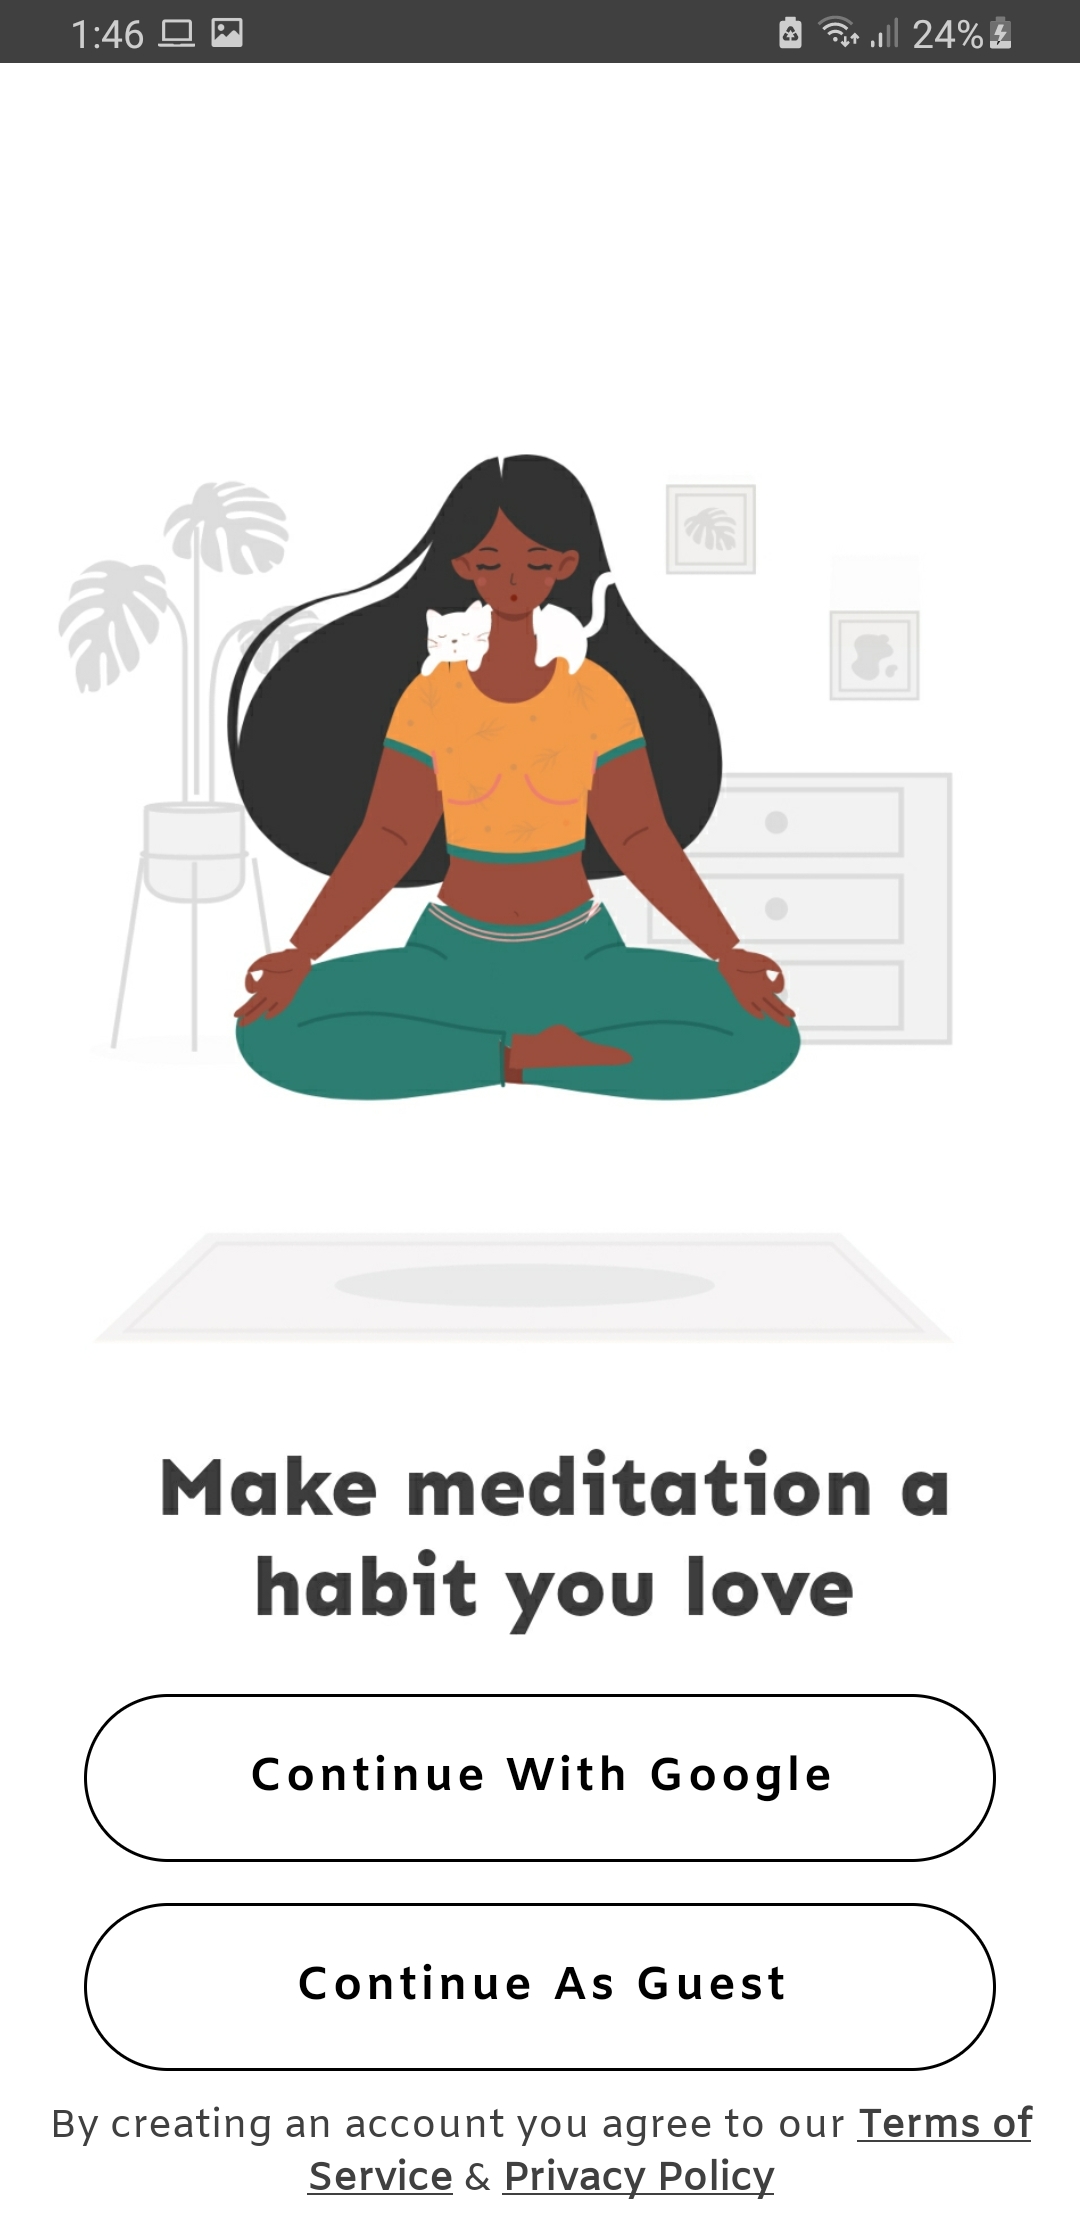 1:46 24%
Make meditation a
habit you love
Continue With Google
Continue As Guest
By creating an account you agree to our Terms of
Service & Privacy Policy